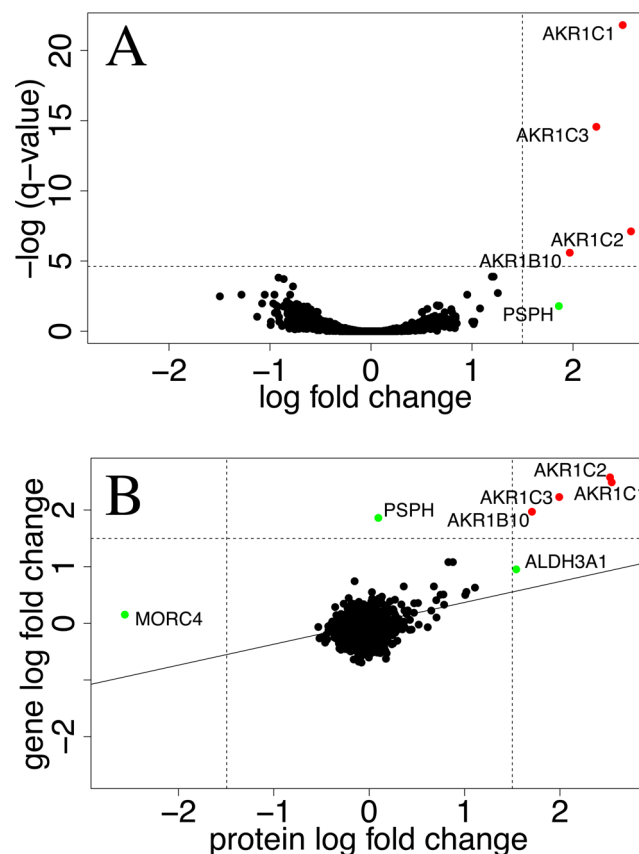 A
AKR1C1
AKR1C3
AKR1C2
AKR1B10
PSPH
20
15
10
5
0
-log (q-value)
-2
-1
0
1
2
log fold change
B
AKR1C2
PSPH
AKR1C3
AKR1C1
AKR1B10
ALDH3A1
MORC4
2
1
0
-2
gene log fold change
-2
-1
0
1
2
protein log fold change